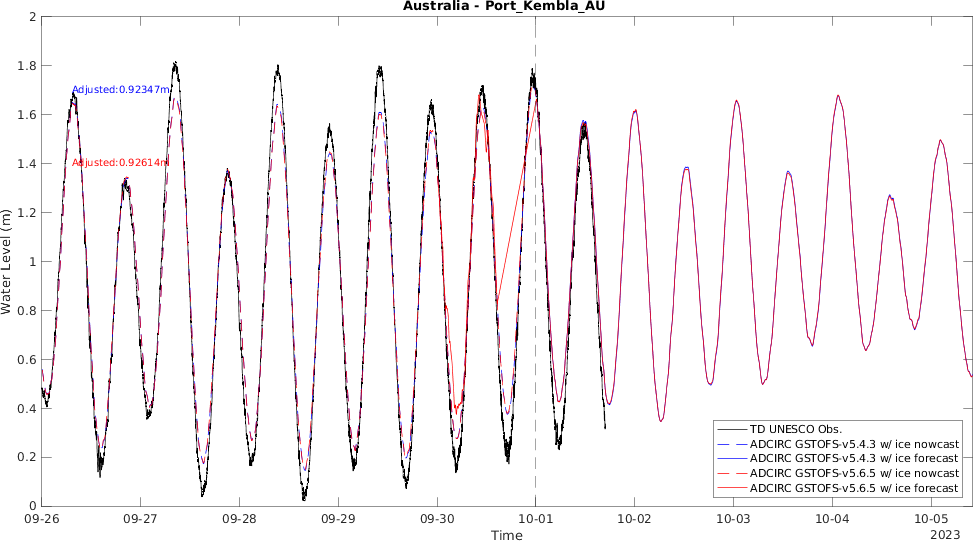 Australia - Port_Kembla_AU
2
1.8
Adjusted:0.92347m
1.6
1.4
Adjusted:0.92614m
1.2
1
Water Level (m)
0.8
0.6
0.4
0.2
0
TD UNESCO Obs.
ADCIRC GSTOFS-v5.4.3 w/ ice nowcast
ADCIRC GSTOFS-v5.4.3 w/ ice forecast
ADCIRC GSTOFS-v5.6.5 w/ ice nowcast
ADCIRC GSTOFS-v5.6.5 w/ ice forecast
09-26 09-27 09-28 09-29 09-30 10-01 10-02 10-03 10-04 10-05
Time
2023